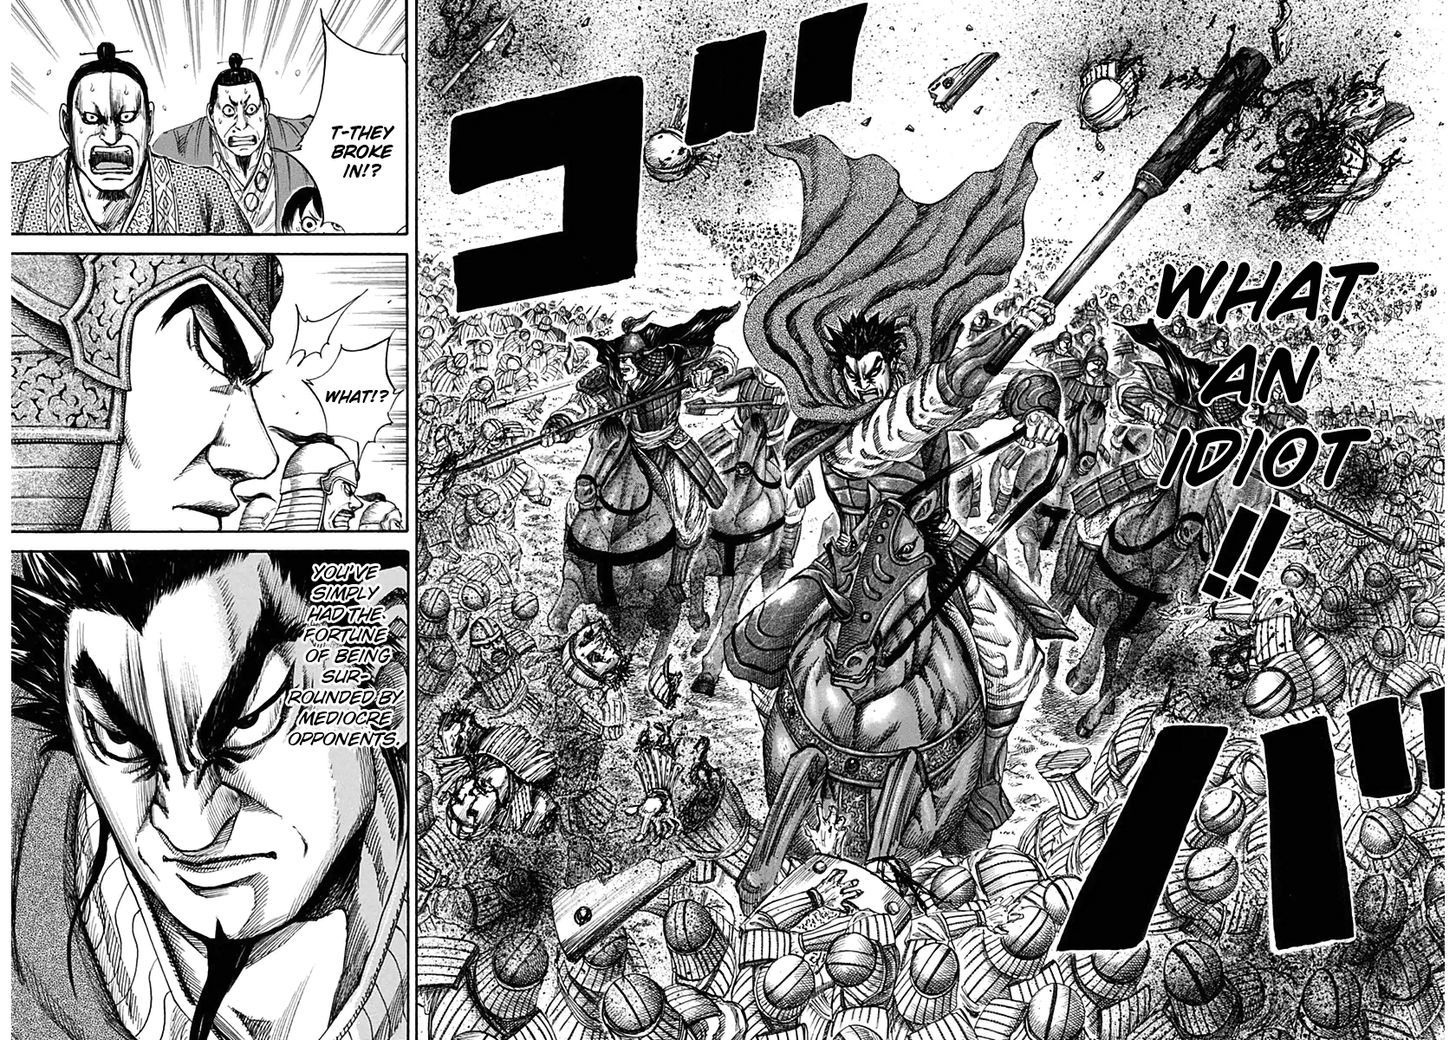 WHAT
AN
IDIOT
!!
ゴ゙
バ゙
T-THEY
BROKE
IN!?
WHAT!?
YOU'VE
SIMPLY
HAD THE
FORTUNE
OF BEING
SUR-
ROUNDED BY
MEDIOCRE
OPPONENTS.